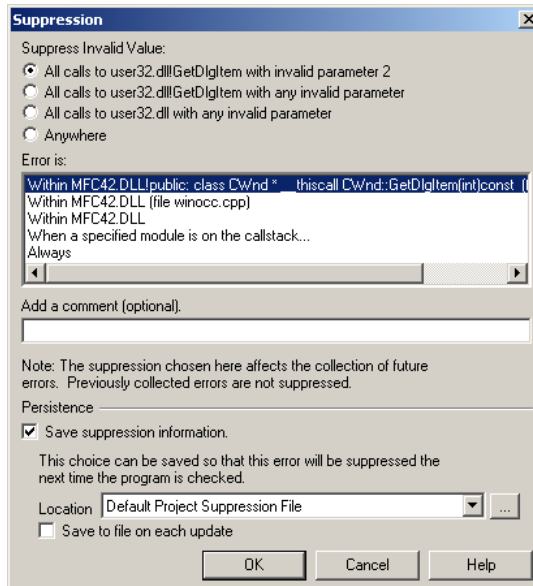 Suppression
Suppress Invalid Value:
All calls to user32.dll!GetDlgItem with invalid parameter 2
All calls to user32.dll!GetDlgItem with any invalid parameter
All calls to user32.dll with any invalid parameter
Anywhere
Error is:
Within MFC42.DLL!public: class CWnd * __thiscall CWnd::GetDlgItem(int)const (
Within MFC42.DLL (file winocc.cpp)
Within MFC42.DLL
When a specified module is on the callstack...
Always
Add a comment (optional).
Note: The suppression chosen here affects the collection of future
errors. Previously collected errors are not suppressed.
Persistence
Save suppression information.
This choice can be saved so that this error will be suppressed the
next time the program is checked.
Location Default Project Suppression File ...
Save to file on each update
OK Cancel Help